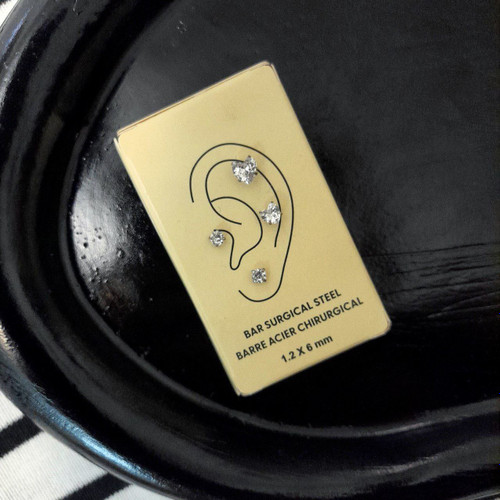 BAR SURGICAL STEEL
BARRE ACIER CHIRURGICAL
1.2 X 6 mm